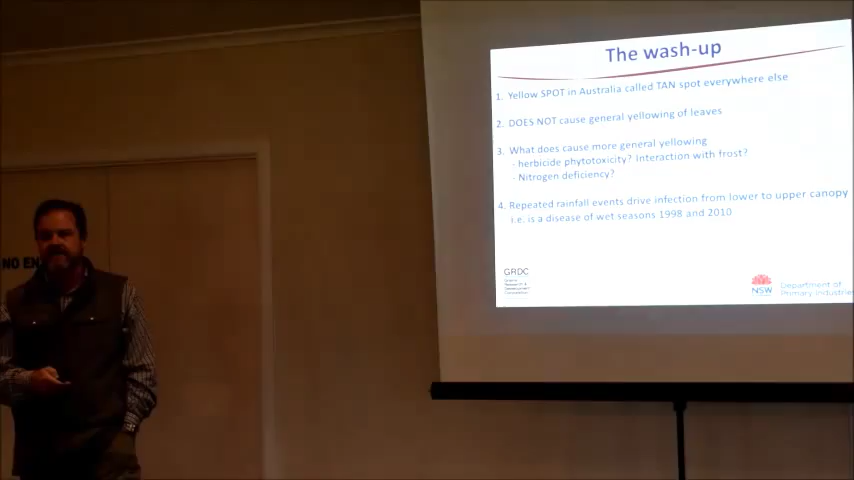 The wash-up
1. Yellow SPOT in Australia called TAN spot everywhere else
2. DOES NOT cause general yellowing of leaves
3. What does cause more general yellowing
- herbicide phytotoxicity? Interaction with frost?
- Nitrogen deficiency?
4. Repeated rainfall events drive infection from lower to upper canopy
i.e. is a disease of wet seasons 1998 and 2010
GRDC
NSW
Department of
Primary Industries
NO EN